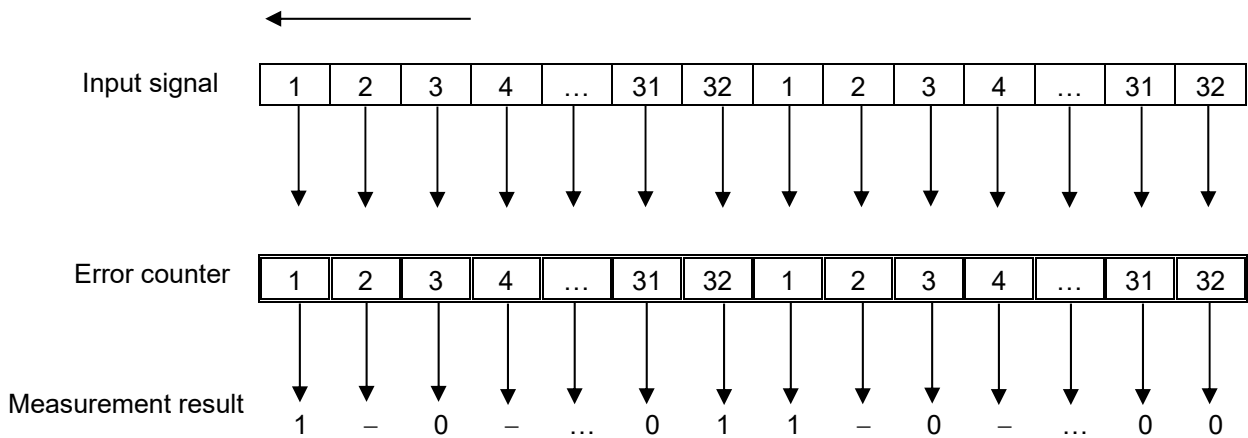 Input signal 1 2 3 4 … 31 32 1 2 3 4 … 31 32
Error counter 1 2 3 4 … 31 32 1 2 3 4 … 31 32
Measurement result 1 – 0 – … 0 1 1 – 0 – … 0 0